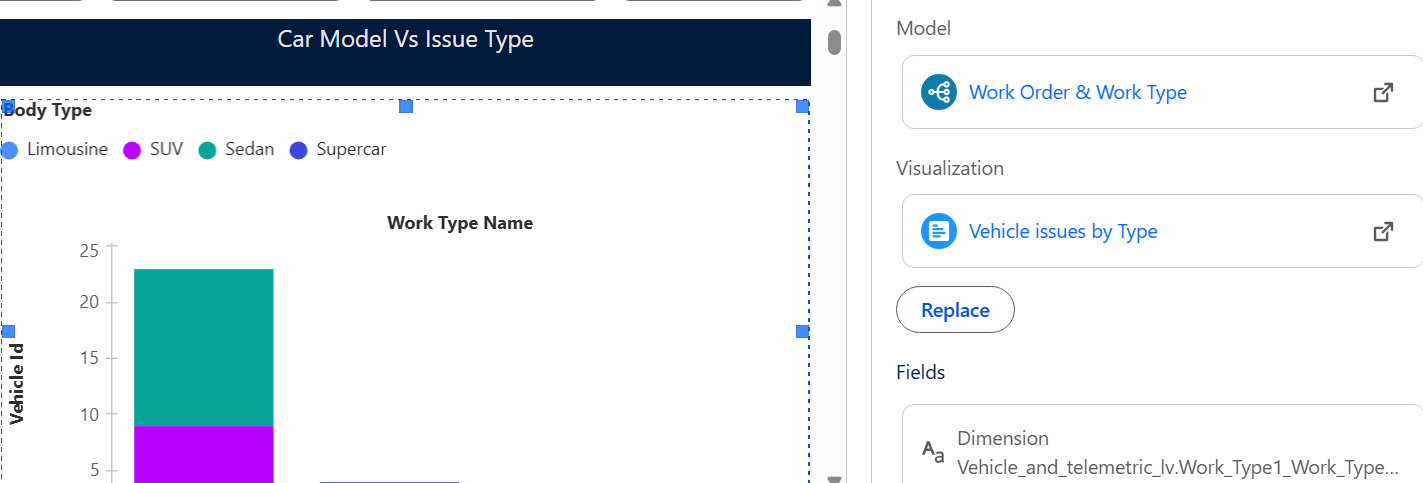 Car Model Vs Issue Type
Body Type
Limousine SUV Sedan Supercar
Work Type Name
25
20
15
10
5
Vehicle Id
Model
Work Order & Work Type
Visualization
Vehicle issues by Type
Replace
Fields
Aa
Dimension
Vehicle_and_telemetric_lv.Work_Type1_Work_Type...